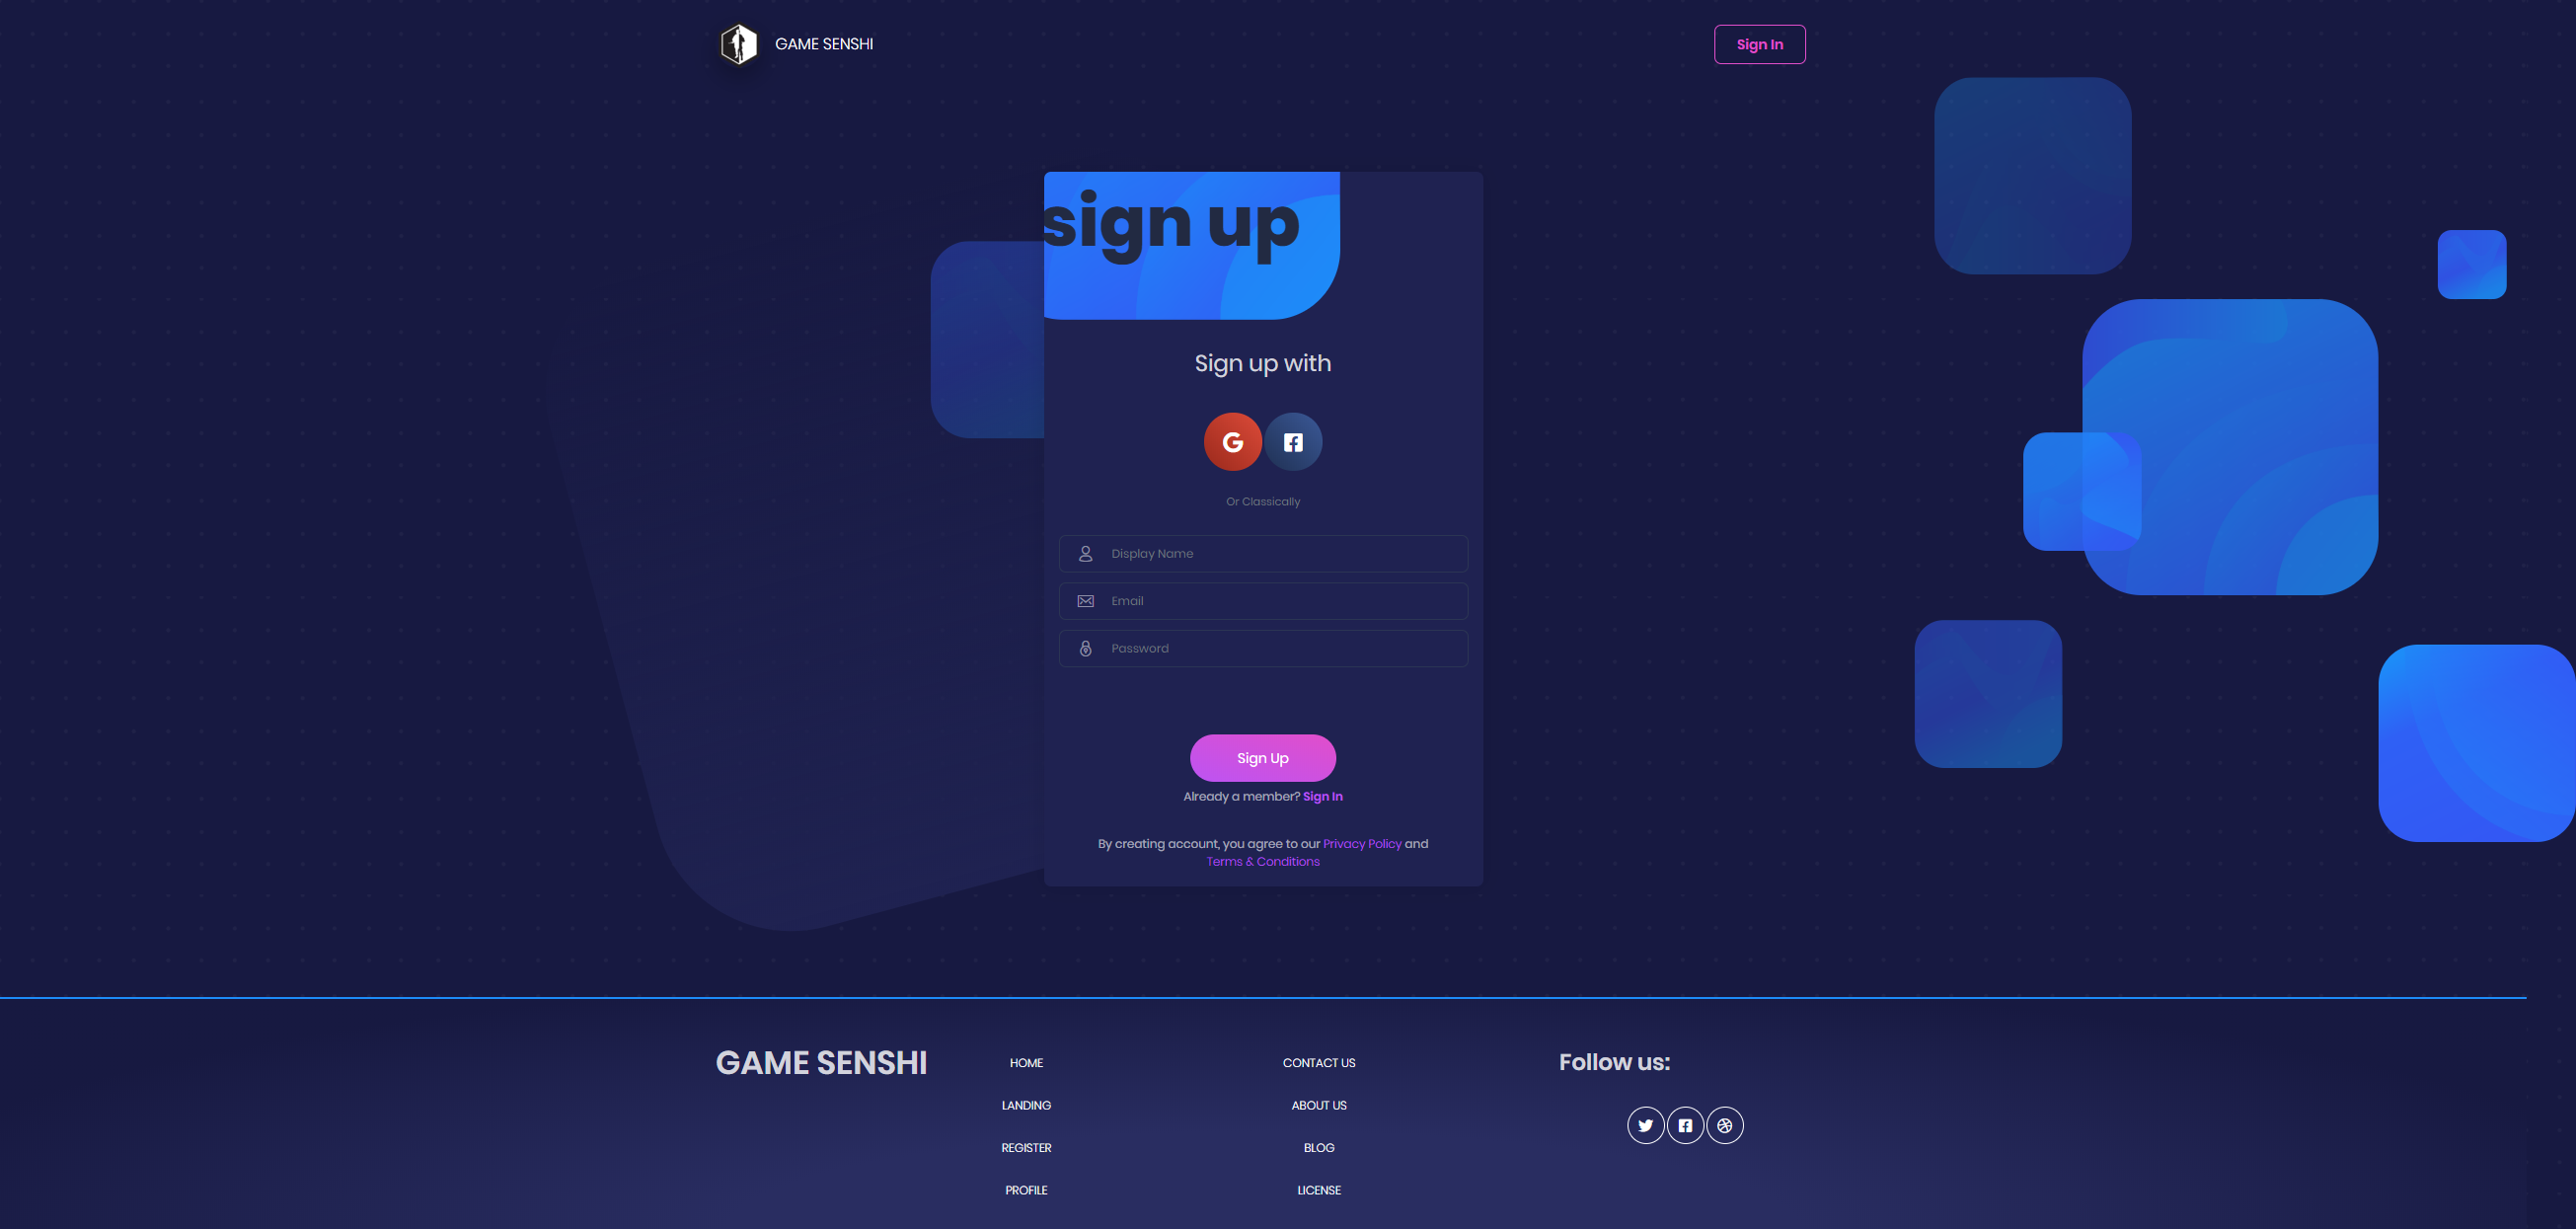 GAME SENSHI
Sign In
sign up
Sign up with
Or Classically
Display Name
Email
Password
Sign Up
Already a member? Sign In
By creating account, you agree to our Privacy Policy and
Terms & Conditions
GAME SENSHI
HOME
LANDING
REGISTER
PROFILE
CONTACT US
ABOUT US
BLOG
LICENSE
Follow us: